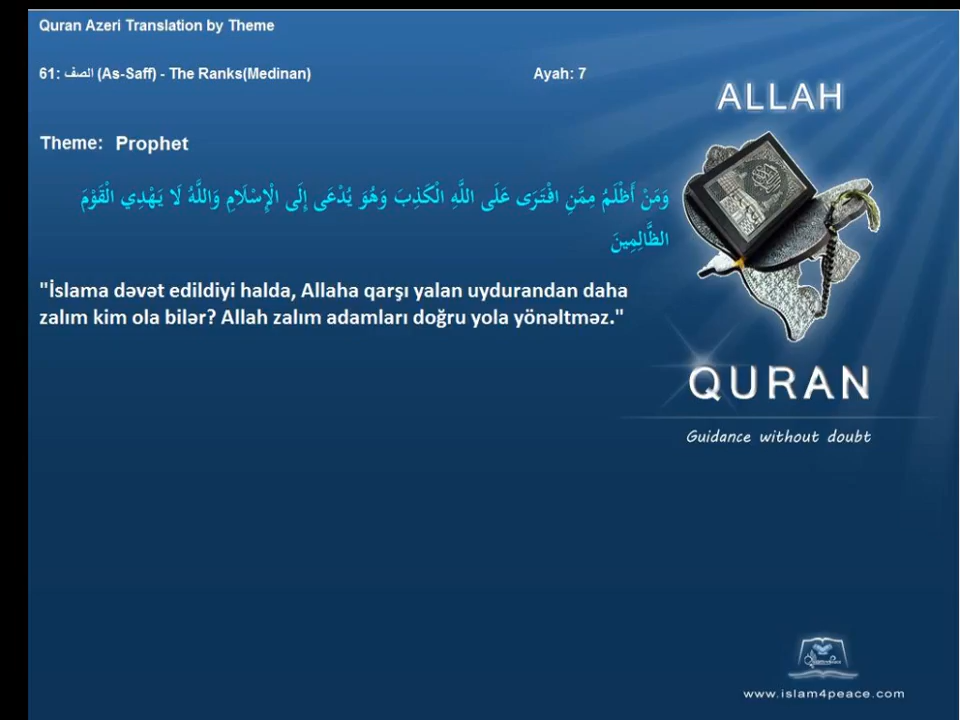 Quran Azeri Translation by Theme
61: الصف (As-Saff) - The Ranks(Medinan)
Ayah: 7
ALLAH
Theme: Prophet
وَمَنْ أَظْلَمُ مِمَّنِ افْتَرَى عَلَى اللَّهِ الْكَذِبَ وَهُوَ يُدْعَى إِلَى الْإِسْلَامِ وَاللَّهُ لَا يَهْدِي الْقَوْمَ
الظَّالِمِينَ
"İslama dəvət edildiyi halda, Allaha qarşı yalan uydurandan daha
zalım kim ola bilər? Allah zalım adamları doğru yola yönəltməz."
QURAN
Guidance without doubt
www.islam4peace.com